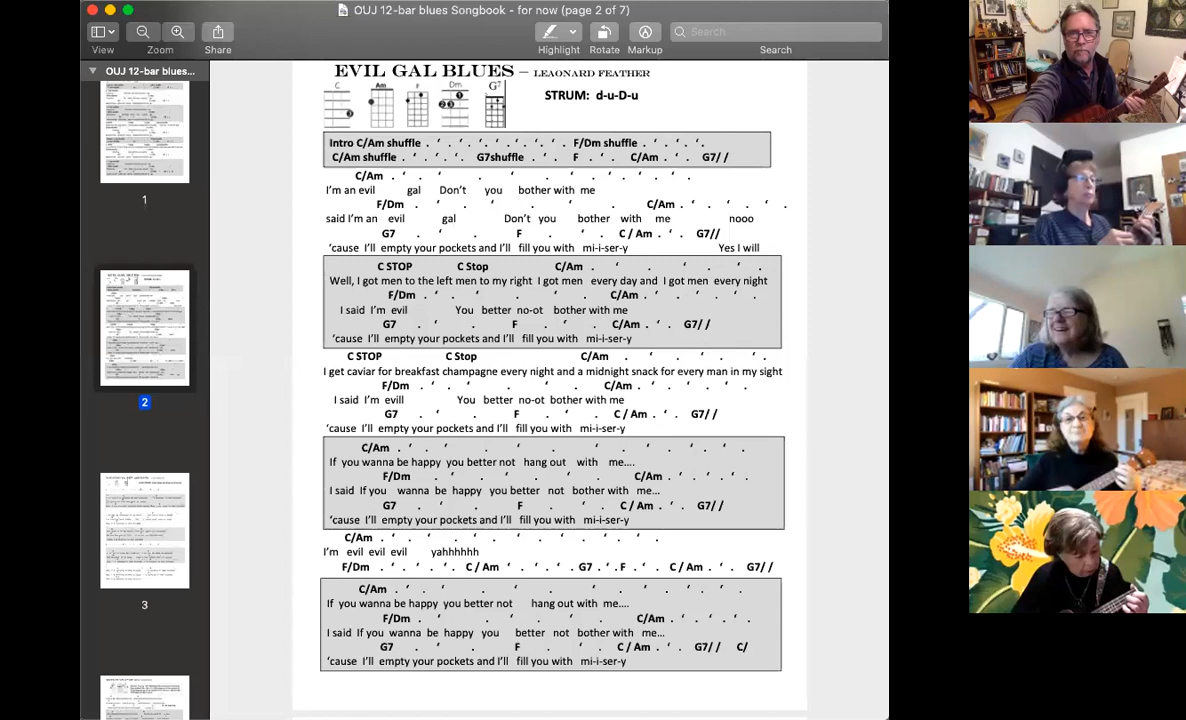 OUJ 12-bar blues Songbook - for now (page 2 of 7)
View Zoom Share Highlight Rotate Markup Search
Search
OUJ 12-bar blues...
1
2
3
EVIL GAL BLUES – LEAONARD FEATHER
C Am F Dm G7
d-u-D-u
Intro C/Am shuffle . ‘ . ‘ . ‘ . F/Dm shuffle . ‘ . ‘ . ‘
C/Am shuffle . ‘ . ‘ . G7shuffle . F . C/Am . ‘ . G7/ /
C/Am . ‘ . ‘ . ‘ . ‘ . ‘ .
I'm an evil gal Don't you bother with me
F/Dm . ‘ . ‘ . ‘ . C/Am . ‘ . ‘ . ‘ .
said I'm an evil gal Don't you bother with me nooo
G7 . ‘ . F . ‘ . C / Am . ‘ . G7//
‘cause I'll empty your pockets and I'll fill you with mi-i-ser-y Yes I will
C STOP C Stop C/Am . ‘ . ‘ . ‘ .
Well, I got men to the left men to my right I got men every day and I got men every night
F/Dm . ‘ . ‘ . C/Am . ‘ . ‘ . ‘ .
I said I'm evil You better no-ot bother with me
G7 . ‘ . F . ‘ . C/Am . ‘ . G7/ /
‘cause I'll empty your pockets and I'll fill you with mi-i-ser-y
C STOP C Stop C/Am . ‘ . ‘ . ‘ .
I get caviar for breakfast champagne every night midnight snack for every man in my sight
F/Dm . ‘ . ‘ . C/Am . ‘ . ‘ . ‘ .
I said I'm evill You better no-ot bother with me
G7 . ‘ . F . ‘ . C / Am . ‘ . G7/ /
‘cause I'll empty your pockets and I'll fill you with mi-i-ser-y
C/Am . ‘ . ‘ . ‘ . ‘ . ‘
If you wanna be happy you better not hang out with me....
F/Dm . ‘ . ‘ . ‘ . C/Am . ‘ . ‘ . ‘
I said If you wanna be happy you better not bother with me...
G7 . ‘ . F . ‘ . C / Am . ‘ . G7/ /
‘cause I'll empty your pockets and I'll fill you with mi-i-ser-y
C/Am . ‘ . ‘ . ‘ . ‘ . ‘ .
I'm evil evil evil yahhhhhh
F/Dm . ‘ . ‘ . ‘ . C / Am . ‘ . ‘ . ‘ . G7 . ‘ . F . ‘ . C / Am . ‘ . G7/ /
C/Am . ‘ . ‘ . ‘ . ‘ . ‘ .
If you wanna be happy you better not hang out with me....
F/Dm . ‘ . ‘ . ‘ . C/Am . ‘ . ‘ . ‘ .
I said If you wanna be happy you better not bother with me...
G7 . ‘ . F . ‘ . C / Am . ‘ . G7/ / C/
‘cause I'll empty your pockets and I'll fill you with mi-i-ser-y